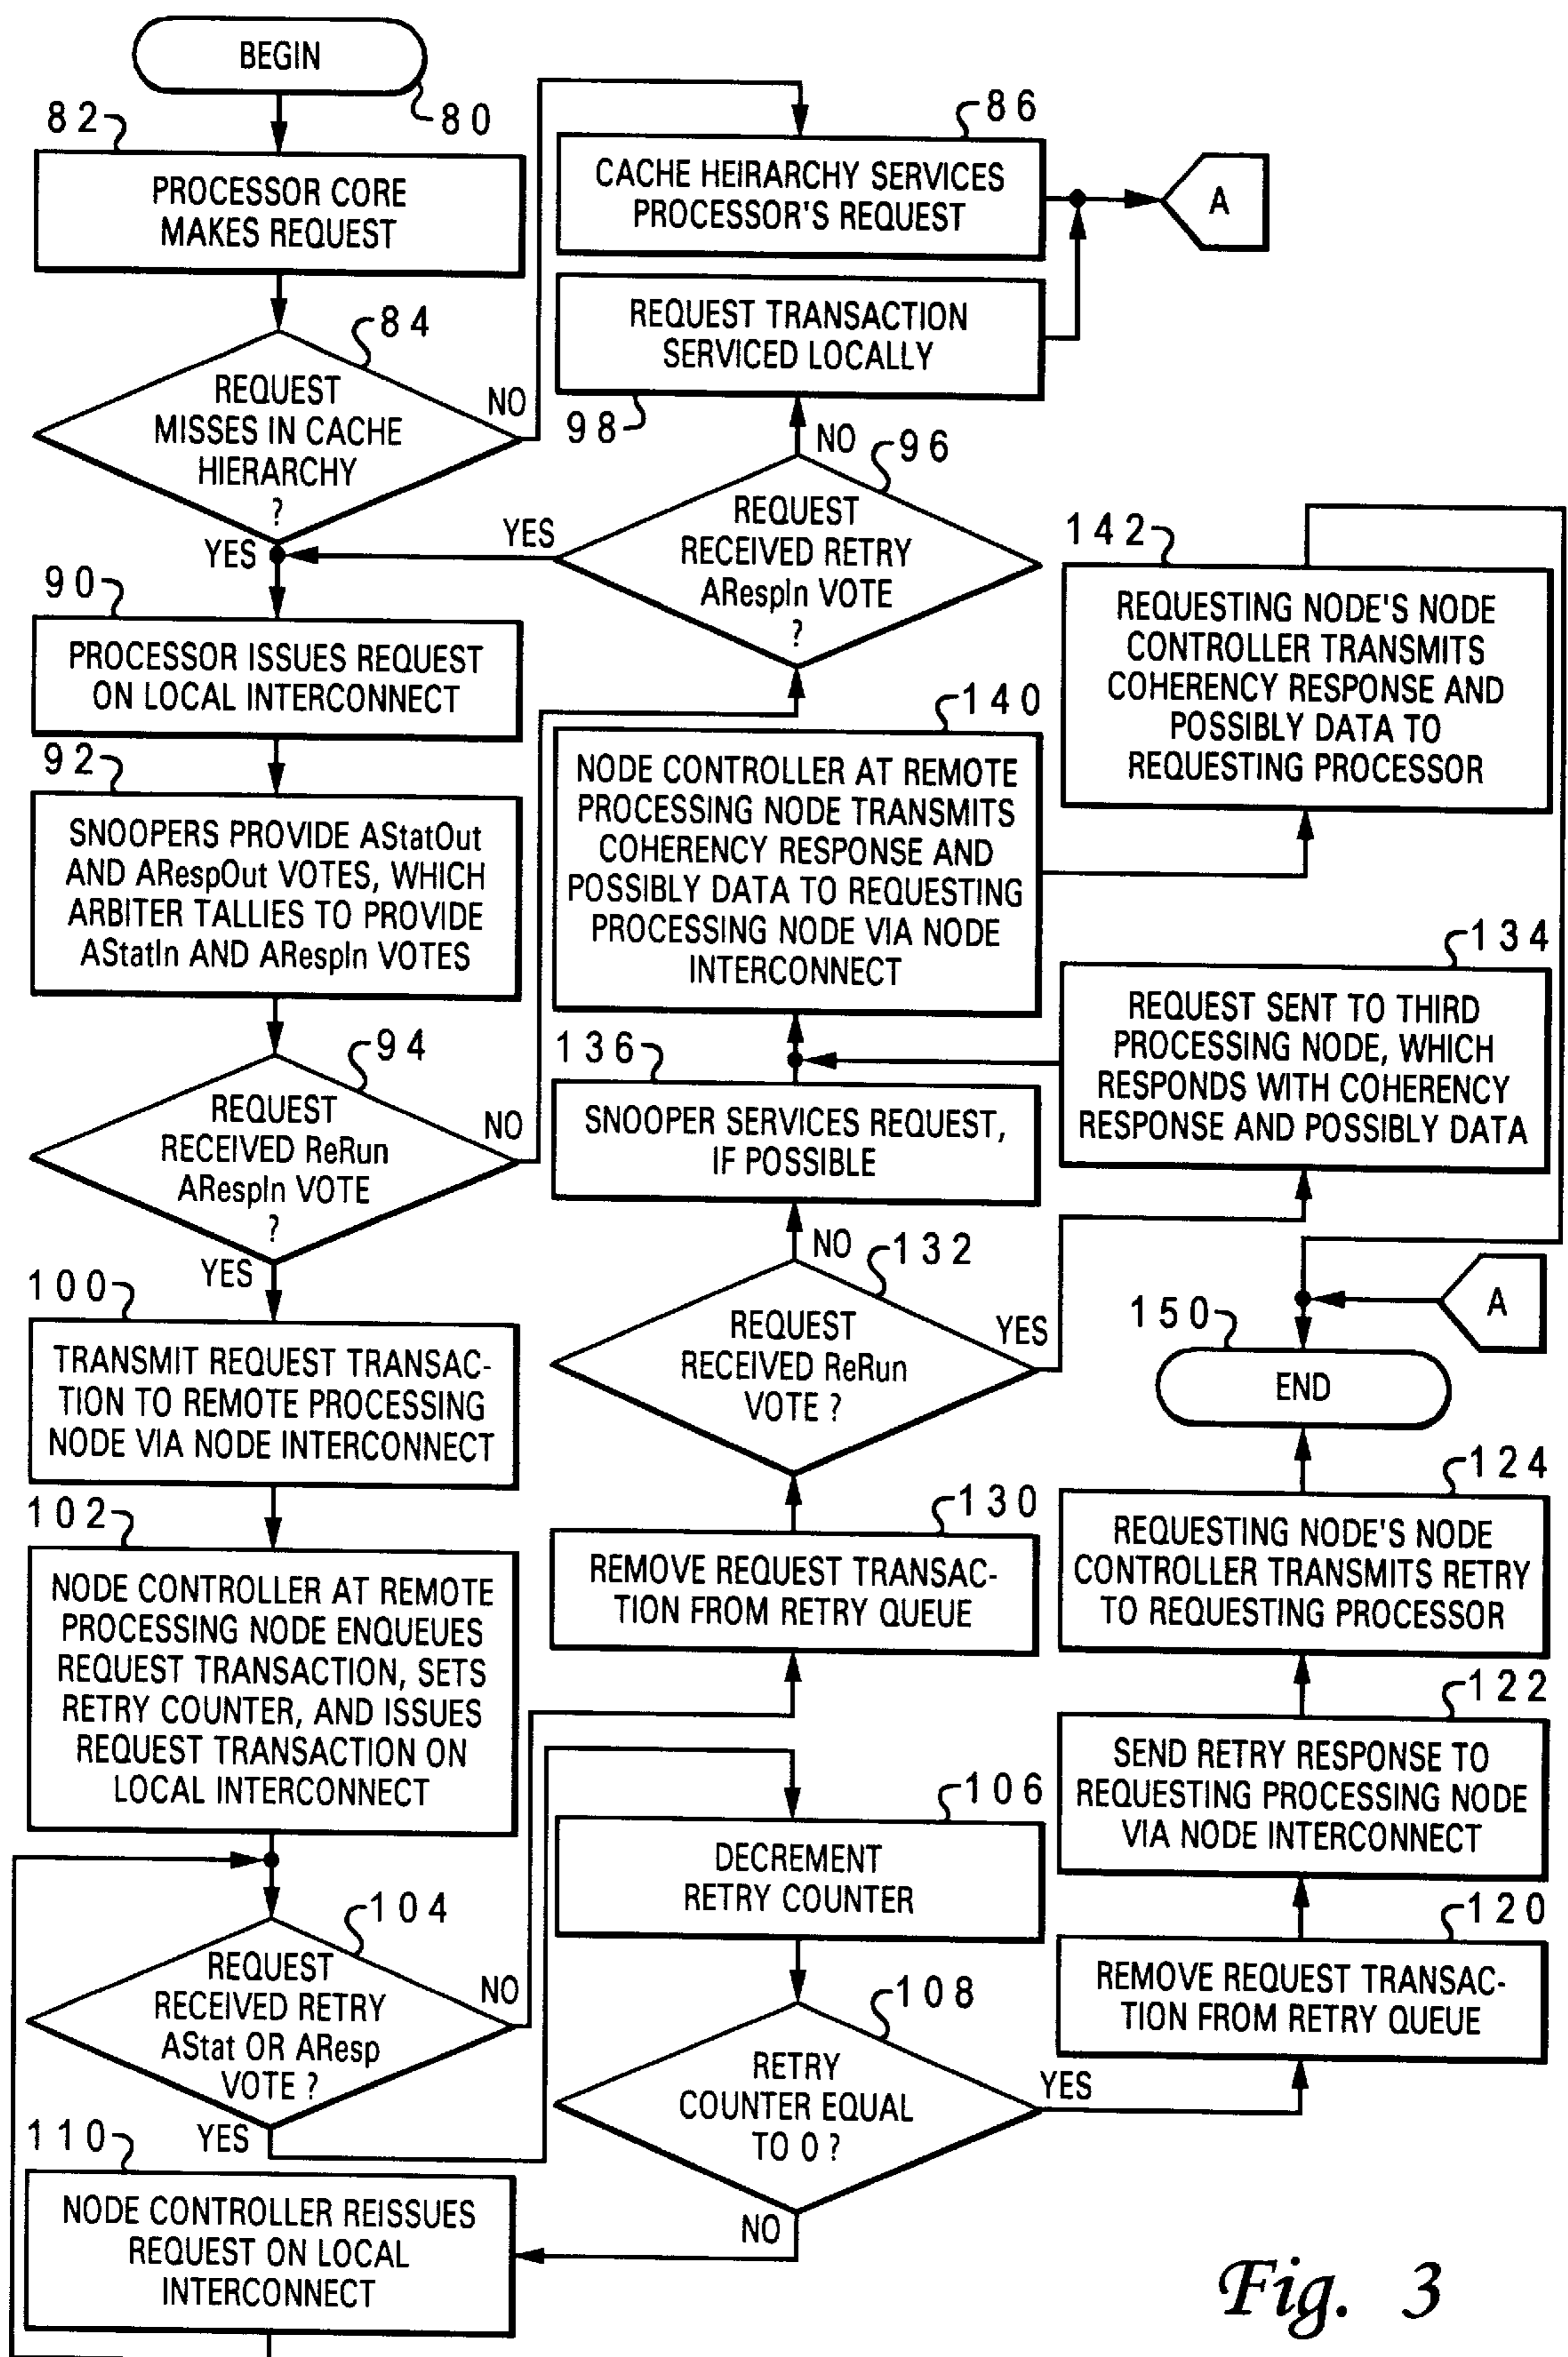 BEGIN
80
82
PROCESSOR CORE
MAKES REQUEST
84
REQUEST
MISSES IN CACHE
HIERARCHY
?
NO
YES
86
CACHE HEIRARCHY SERVICES
PROCESSOR'S REQUEST
A
REQUEST TRANSACTION
SERVICED LOCALLY
98
NO
96
REQUEST
RECEIVED RETRY
ARespIn VOTE
?
YES
90
PROCESSOR ISSUES REQUEST
ON LOCAL INTERCONNECT
92
SNOOPERS PROVIDE AStatOut
AND ARespOut VOTES, WHICH
ARBITER TALLIES TO PROVIDE
AStatIn AND ARespIn VOTES
94
REQUEST
RECEIVED ReRun
ARespIn VOTE
?
NO
YES
100
TRANSMIT REQUEST TRANSAC-
TION TO REMOTE PROCESSING
NODE VIA NODE INTERCONNECT
102
NODE CONTROLLER AT REMOTE
PROCESSING NODE ENQUEUES
REQUEST TRANSACTION, SETS
RETRY COUNTER, AND ISSUES
REQUEST TRANSACTION ON
LOCAL INTERCONNECT
104
REQUEST
RECEIVED RETRY
AStat OR AResp
VOTE ?
NO
YES
110
NODE CONTROLLER REISSUES
REQUEST ON LOCAL
INTERCONNECT
140
NODE CONTROLLER AT REMOTE
PROCESSING NODE TRANSMITS
COHERENCY RESPONSE AND
POSSIBLY DATA TO REQUESTING
PROCESSING NODE VIA NODE
INTERCONNECT
136
SNOOPER SERVICES REQUEST,
IF POSSIBLE
NO
132
REQUEST
RECEIVED ReRun
VOTE ?
YES
130
REMOVE REQUEST TRANSAC-
TION FROM RETRY QUEUE
106
DECREMENT
RETRY COUNTER
108
RETRY
COUNTER EQUAL
TO 0 ?
YES
NO
142
REQUESTING NODE'S NODE
CONTROLLER TRANSMITS
COHERENCY RESPONSE AND
POSSIBLY DATA TO
REQUESTING PROCESSOR
134
REQUEST SENT TO THIRD
PROCESSING NODE, WHICH
RESPONDS WITH COHERENCY
RESPONSE AND POSSIBLY DATA
A
150
END
124
REQUESTING NODE'S NODE
CONTROLLER TRANSMITS RETRY
TO REQUESTING PROCESSOR
122
SEND RETRY RESPONSE TO
REQUESTING PROCESSING NODE
VIA NODE INTERCONNECT
120
REMOVE REQUEST TRANSAC-
TION FROM RETRY QUEUE
Fig. 3